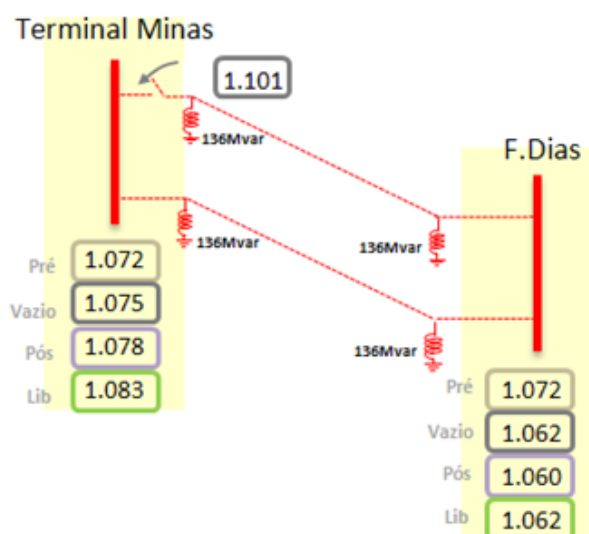 Terminal Minas
1.101
136Mvar
F.Dias
136Mvar
136Mvar
Pré 1.072
Vazio 1.075
Pós 1.078
Lib 1.083
136Mvar
Pré 1.072
Vazio 1.062
Pós 1.060
Lib 1.062